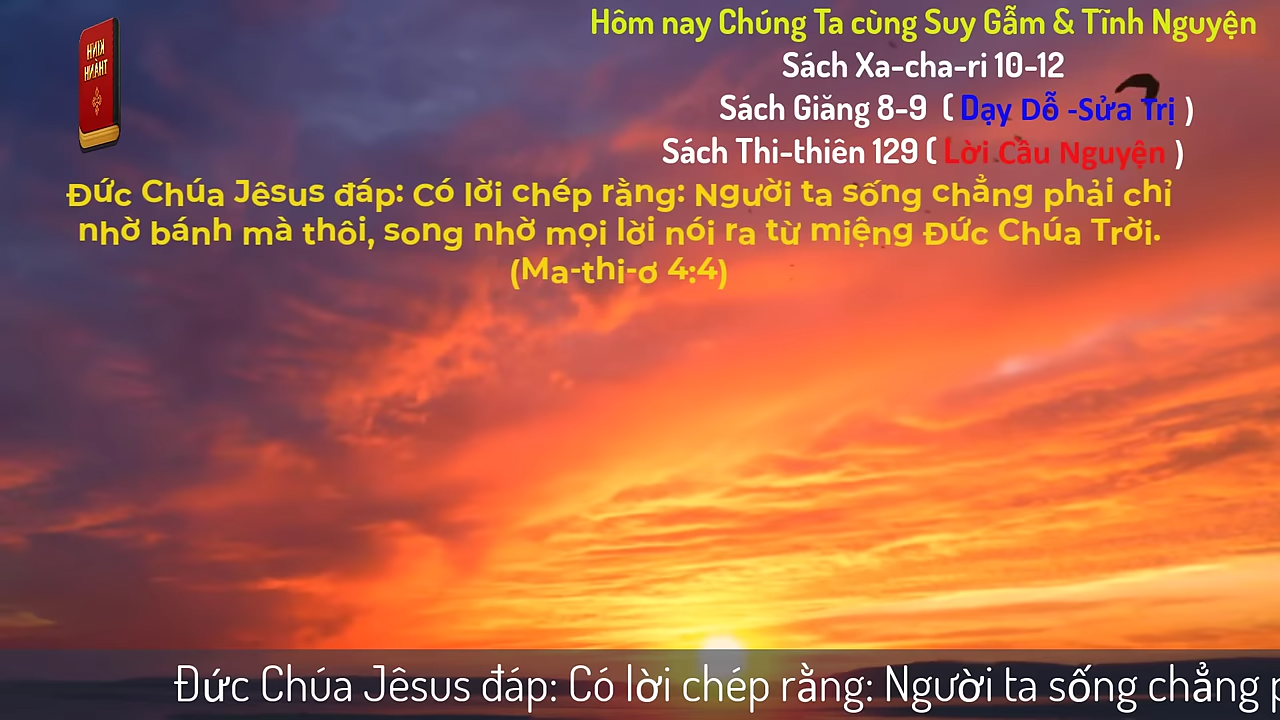 KINH
THÁNH
Hôm nay Chúng Ta cùng Suy Gẫm & Tĩnh Nguyện
Sách Xa-cha-ri 10-12
Sách Giăng 8-9 ( Dạy Dỗ -Sửa Trị )
Sách Thi-thiên 129 ( Lời Cầu Nguyện )
Đức Chúa Jêsus đáp: Có lời chép rằng: Người ta sống chẳng phải chỉ
nhờ bánh mà thôi, song nhờ mọi lời nói ra từ miệng Đức Chúa Trời.
(Ma-thi-ơ 4:4)
Đức Chúa Jêsus đáp: Có lời chép rằng: Người ta sống chẳng p